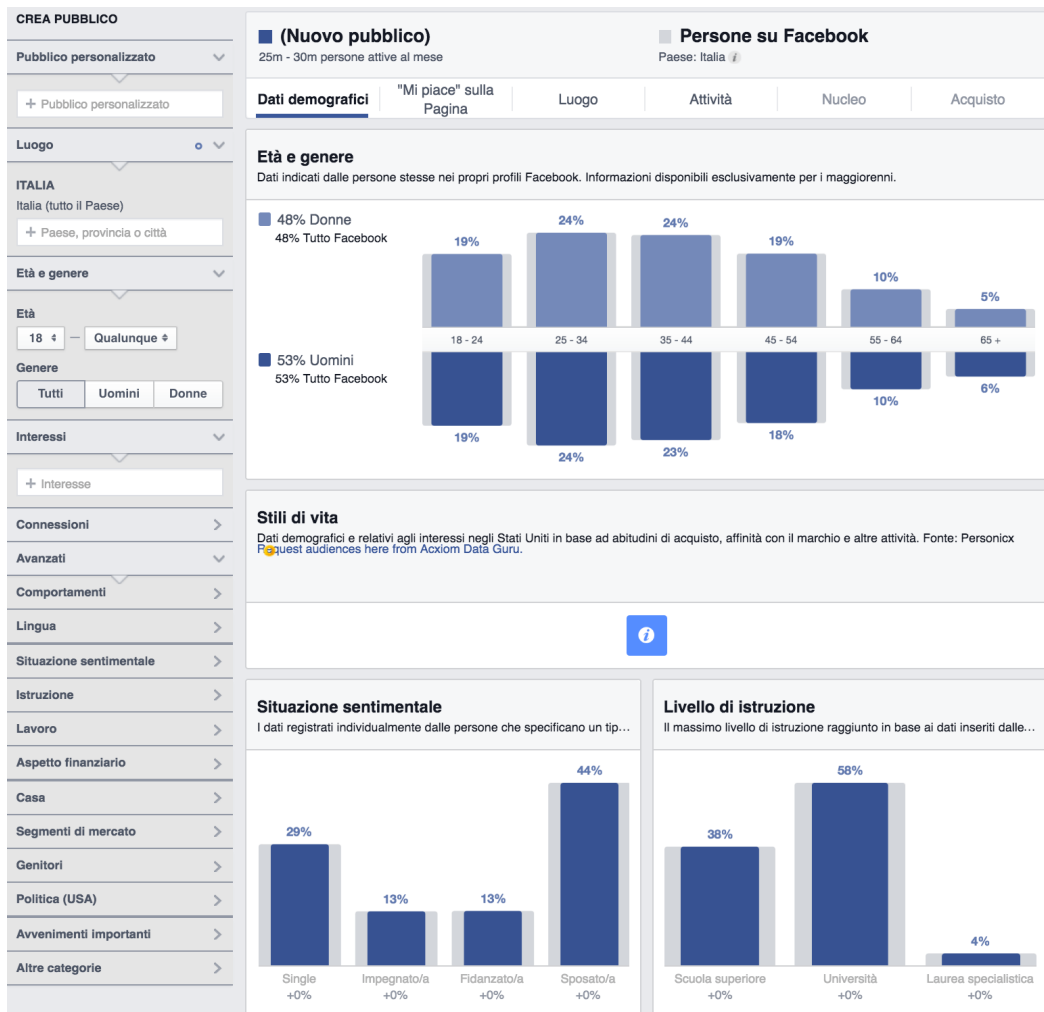 CREA PUBBLICO
Pubblico personalizzato
+ Pubblico personalizzato
Luogo
ITALIA
Italia (tutto il Paese)
+ Paese, provincia o città
Età e genere
Età
18 — Qualunque
Genere
Tutti Uomini Donne
Interessi
+ Interesse
Connessioni
Avanzati
Comportamenti
Lingua
Situazione sentimentale
Istruzione
Lavoro
Aspetto finanziario
Casa
Segmenti di mercato
Genitori
Politica (USA)
Avvenimenti importanti
Altre categorie
(Nuovo pubblico)
25m - 30m persone attive al mese
Persone su Facebook
Paese: Italia i
Dati demografici
"Mi piace" sulla
Pagina
Luogo
Attività
Nucleo
Acquisto
Età e genere
Dati indicati dalle persone stesse nei propri profili Facebook. Informazioni disponibili esclusivamente per i maggiorenni.
48% Donne
48% Tutto Facebook
19% 24% 24% 19% 10% 5%
18 - 24 25 - 34 35 - 44 45 - 54 55 - 64 65 +
53% Uomini
53% Tutto Facebook
19% 24% 23% 18% 10% 6%
Stili di vita
Dati demografici e relativi agli interessi negli Stati Uniti in base ad abitudini di acquisto, affinità con il marchio e altre attività. Fonte: Personicx
Request audiences here from Acxiom Data Guru.
i
Situazione sentimentale
I dati registrati individualmente dalle persone che specificano un tip…
29% 13% 13% 44%
Single Impegnato/a Fidanzato/a Sposato/a
+0% +0% +0% +0%
Livello di istruzione
Il massimo livello di istruzione raggiunto in base ai dati inseriti dalle…
38% 58% 4%
Scuola superiore Università Laurea specialistica
+0% +0% +0%